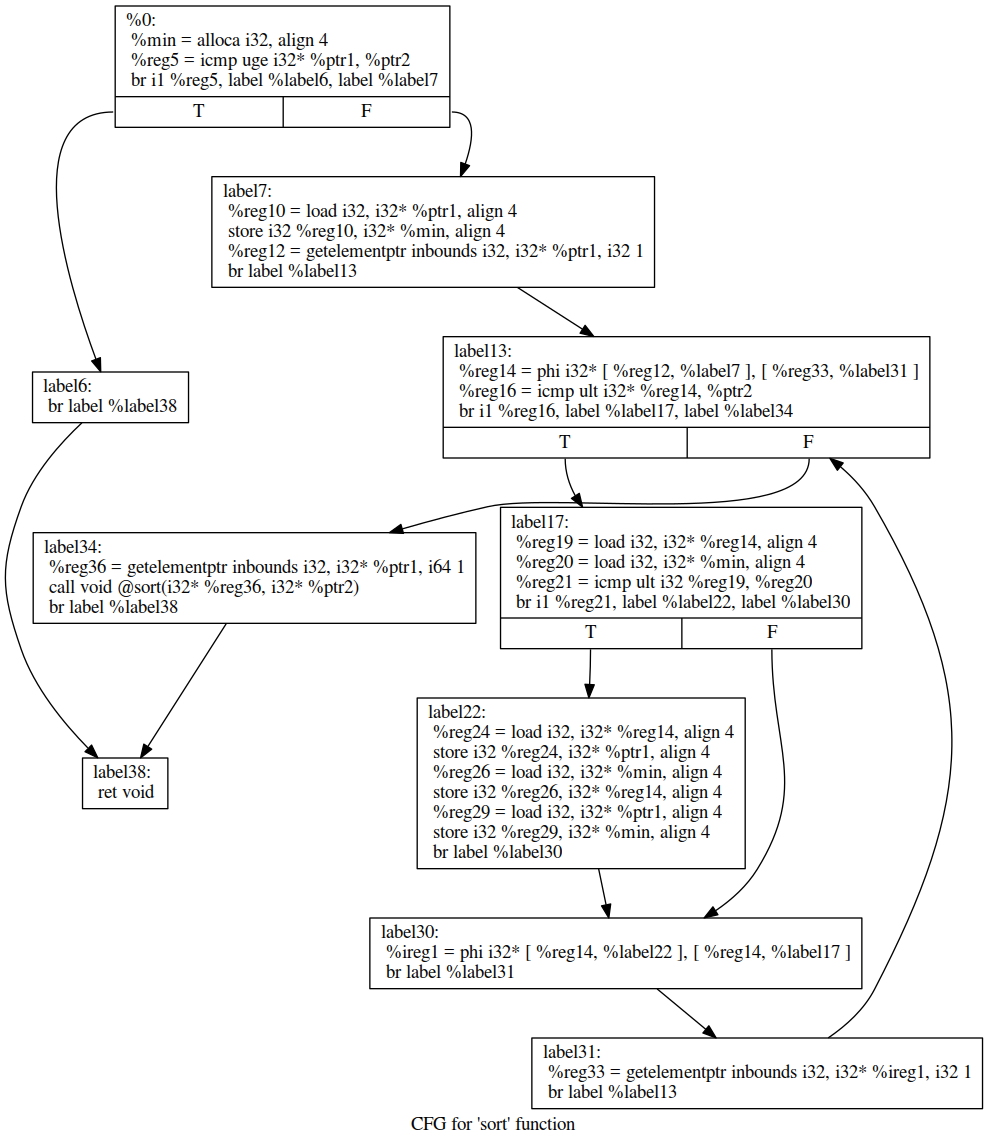 %0:
%min = alloca i32, align 4
%reg5 = icmp uge i32* %ptr1, %ptr2
br i1 %reg5, label %label6, label %label7
T F
label7:
%reg10 = load i32, i32* %ptr1, align 4
store i32 %reg10, i32* %min, align 4
%reg12 = getelementptr inbounds i32, i32* %ptr1, i32 1
br label %label13
label13:
%reg14 = phi i32* [ %reg12, %label7 ], [ %reg33, %label31 ]
%reg16 = icmp ult i32* %reg14, %ptr2
br i1 %reg16, label %label17, label %label34
T F
label6:
br label %label38
label34:
%reg36 = getelementptr inbounds i32, i32* %ptr1, i64 1
call void @sort(i32* %reg36, i32* %ptr2)
br label %label38
label17:
%reg19 = load i32, i32* %reg14, align 4
%reg20 = load i32, i32* %min, align 4
%reg21 = icmp ult i32 %reg19, %reg20
br i1 %reg21, label %label22, label %label30
T F
label22:
%reg24 = load i32, i32* %reg14, align 4
store i32 %reg24, i32* %ptr1, align 4
%reg26 = load i32, i32* %min, align 4
store i32 %reg26, i32* %reg14, align 4
%reg29 = load i32, i32* %ptr1, align 4
store i32 %reg29, i32* %min, align 4
br label %label30
label38:
ret void
label30:
%ireg1 = phi i32* [ %reg14, %label22 ], [ %reg14, %label17 ]
br label %label31
label31:
%reg33 = getelementptr inbounds i32, i32* %ireg1, i32 1
br label %label13
CFG for 'sort' function